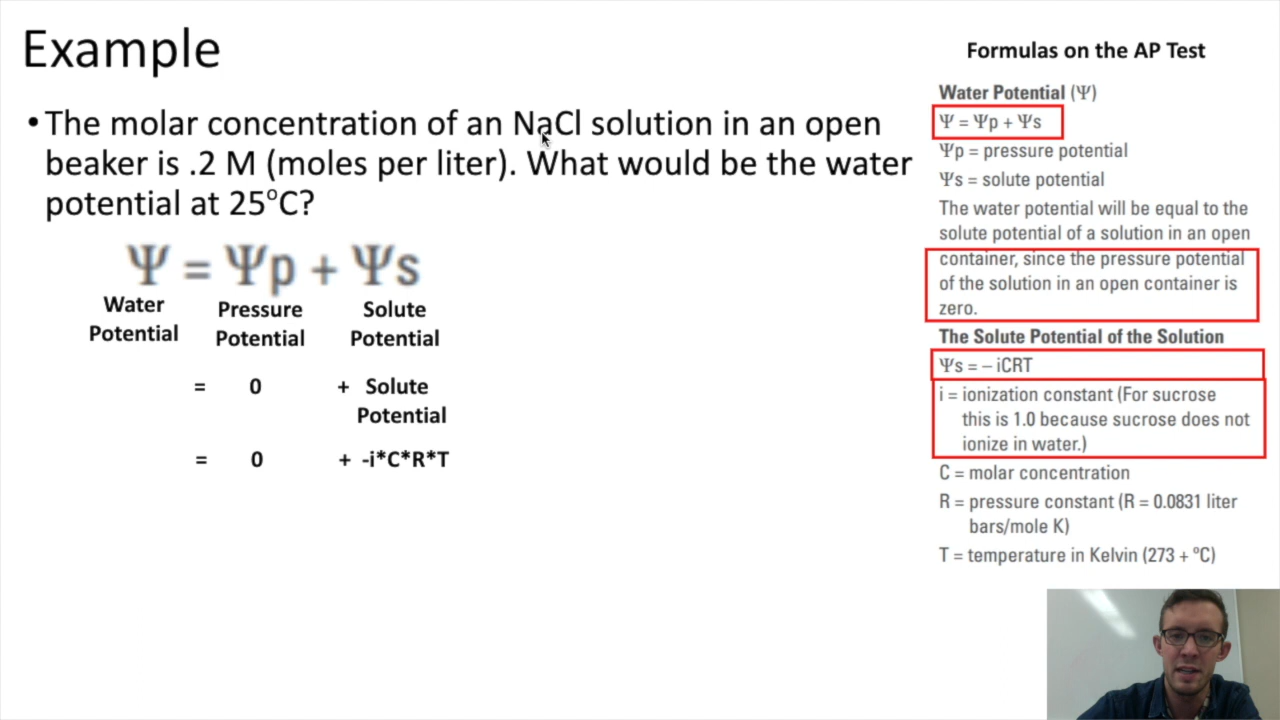 Example
• The molar concentration of an NaCl solution in an open
beaker is .2 M (moles per liter). What would be the water
potential at 25°C?
Ψ = Ψp + Ψs
Water Potential
Pressure Potential
Solute Potential
= 0 + Solute Potential
= 0 + -i*C*R*T
Formulas on the AP Test
Water Potential (Ψ)
Ψ = Ψp + Ψs
Ψp = pressure potential
Ψs = solute potential
The water potential will be equal to the
solute potential of a solution in an open
container, since the pressure potential
of the solution in an open container is
zero.
The Solute Potential of the Solution
Ψs = – iCRT
i = ionization constant (For sucrose
this is 1.0 because sucrose does not
ionize in water.)
C = molar concentration
R = pressure constant (R = 0.0831 liter
bars/mole K)
T = temperature in Kelvin (273 + ºC)